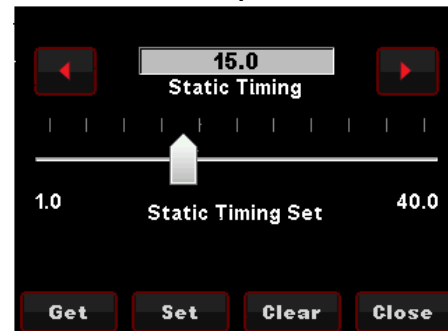 15.0
Static Timing
1.0
Static Timing Set
40.0
Get
Set
Clear
Close